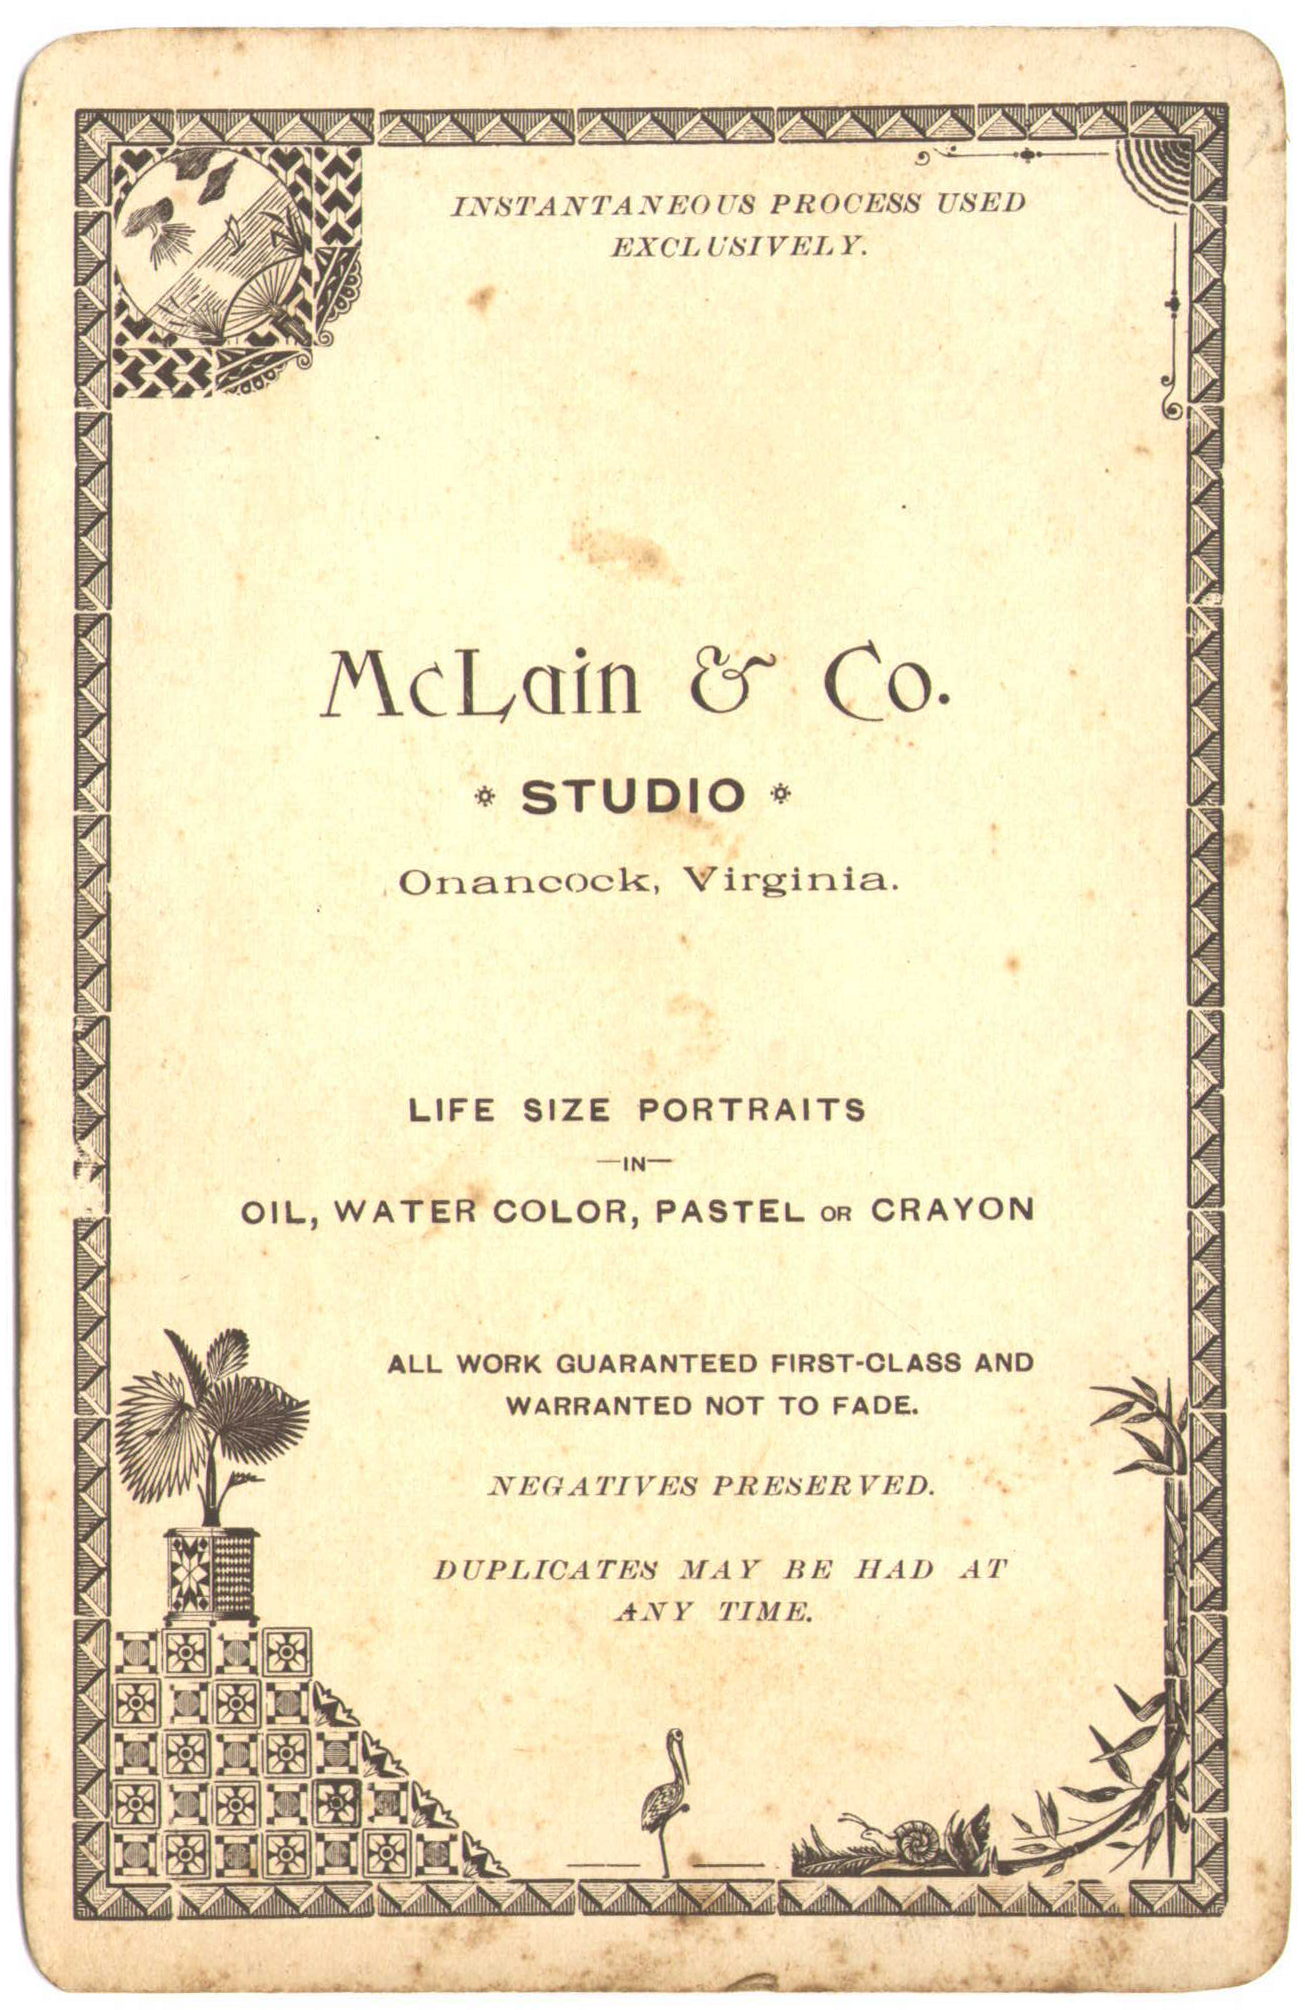 INSTANTANEOUS PROCESS USED
EXCLUSIVELY.
McLain & Co.
STUDIO
Onancock, Virginia.
LIFE SIZE PORTRAITS
—IN—
OIL, WATER COLOR, PASTEL OR CRAYON
ALL WORK GUARANTEED FIRST-CLASS AND
WARRANTED NOT TO FADE.
NEGATIVES PRESERVED.
DUPLICATES MAY BE HAD AT
ANY TIME.